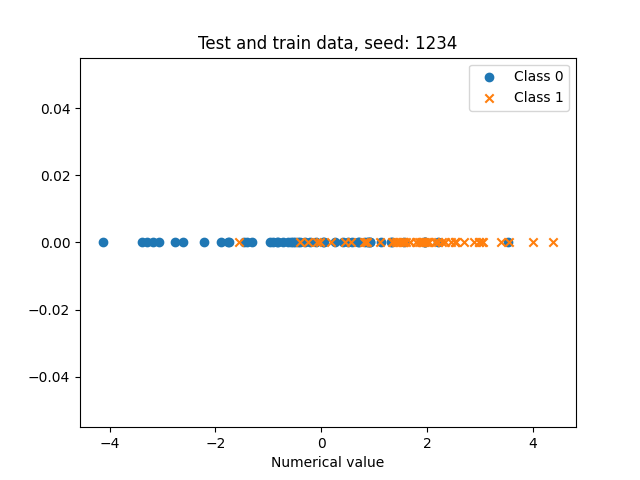 Test and train data, seed: 1234
Class 0
Class 1
0.04
0.02
0.00
−0.02
−0.04
−4
−2
0
2
4
Numerical value